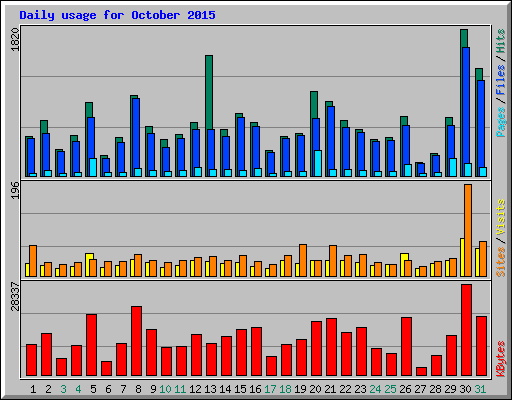 Daily usage for October 2015
1820
Pages / Files / Hits
196
Sites / Visits
28337
KBytes
1 2 3 4 5 6 7 8 9 10 11 12 13 14 15 16 17 18 19 20 21 22 23 24 25 26 27 28 29 30 31